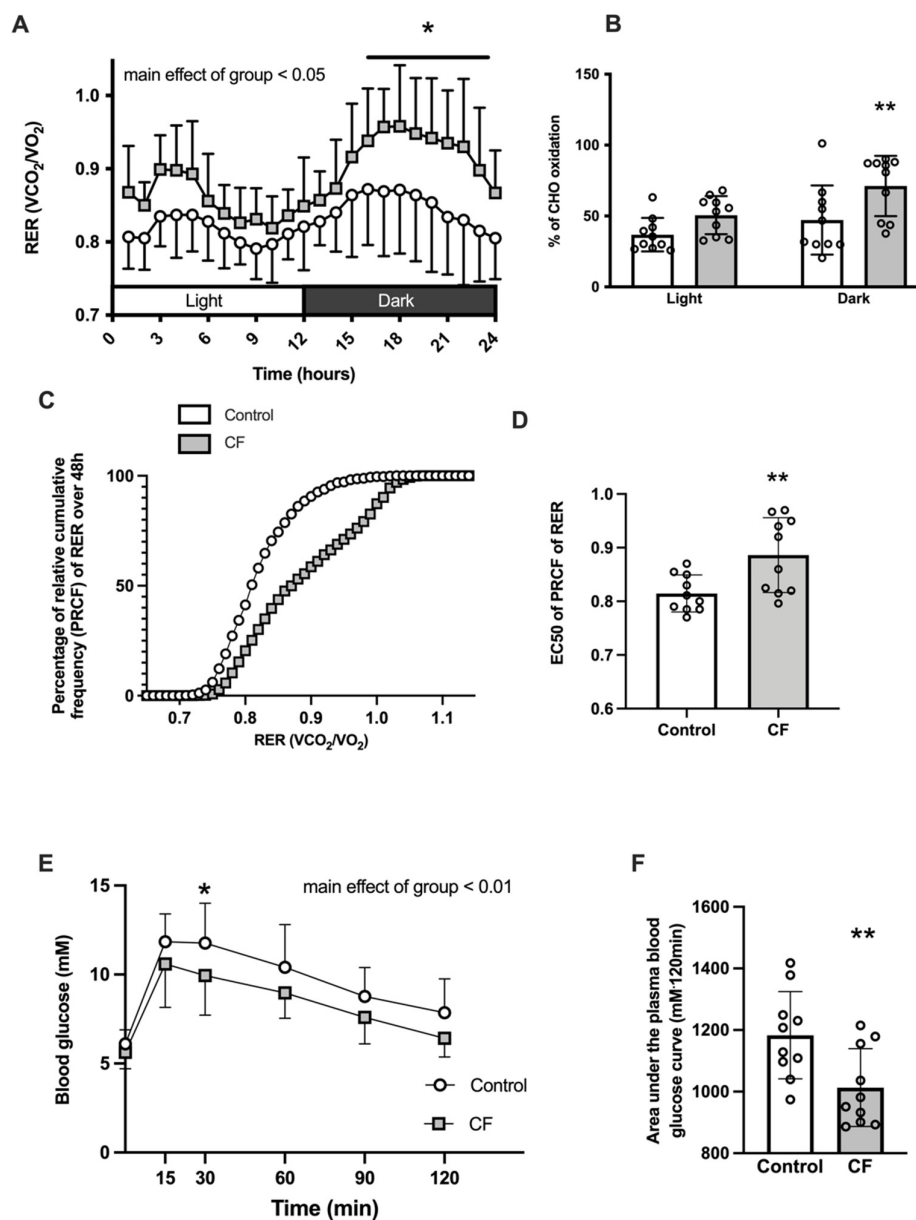 A
*
main effect of group < 0.05
RER (VCO2/VO2)
1.0
0.9
0.8
0.7
Light
Dark
0
3
6
9
12
15
18
21
24
Time (hours)
B
**
% of CHO oxidation
150
100
50
0
Light
Dark
C
Control
CF
Percentage of relative cumulative
frequency (PRCF) of RER over 48h
100
50
0
0.7
0.8
0.9
1.0
1.1
RER (VCO2/VO2)
D
**
EC50 of PRCF of RER
1.0
0.9
0.8
0.7
0.6
Control
CF
E
*
main effect of group < 0.01
Blood glucose (mM)
15
10
5
0
Control
CF
15
30
60
90
120
Time (min)
F
**
Area under the plasma blood
glucose curve (mM·120min)
1600
1400
1200
1000
800
Control
CF